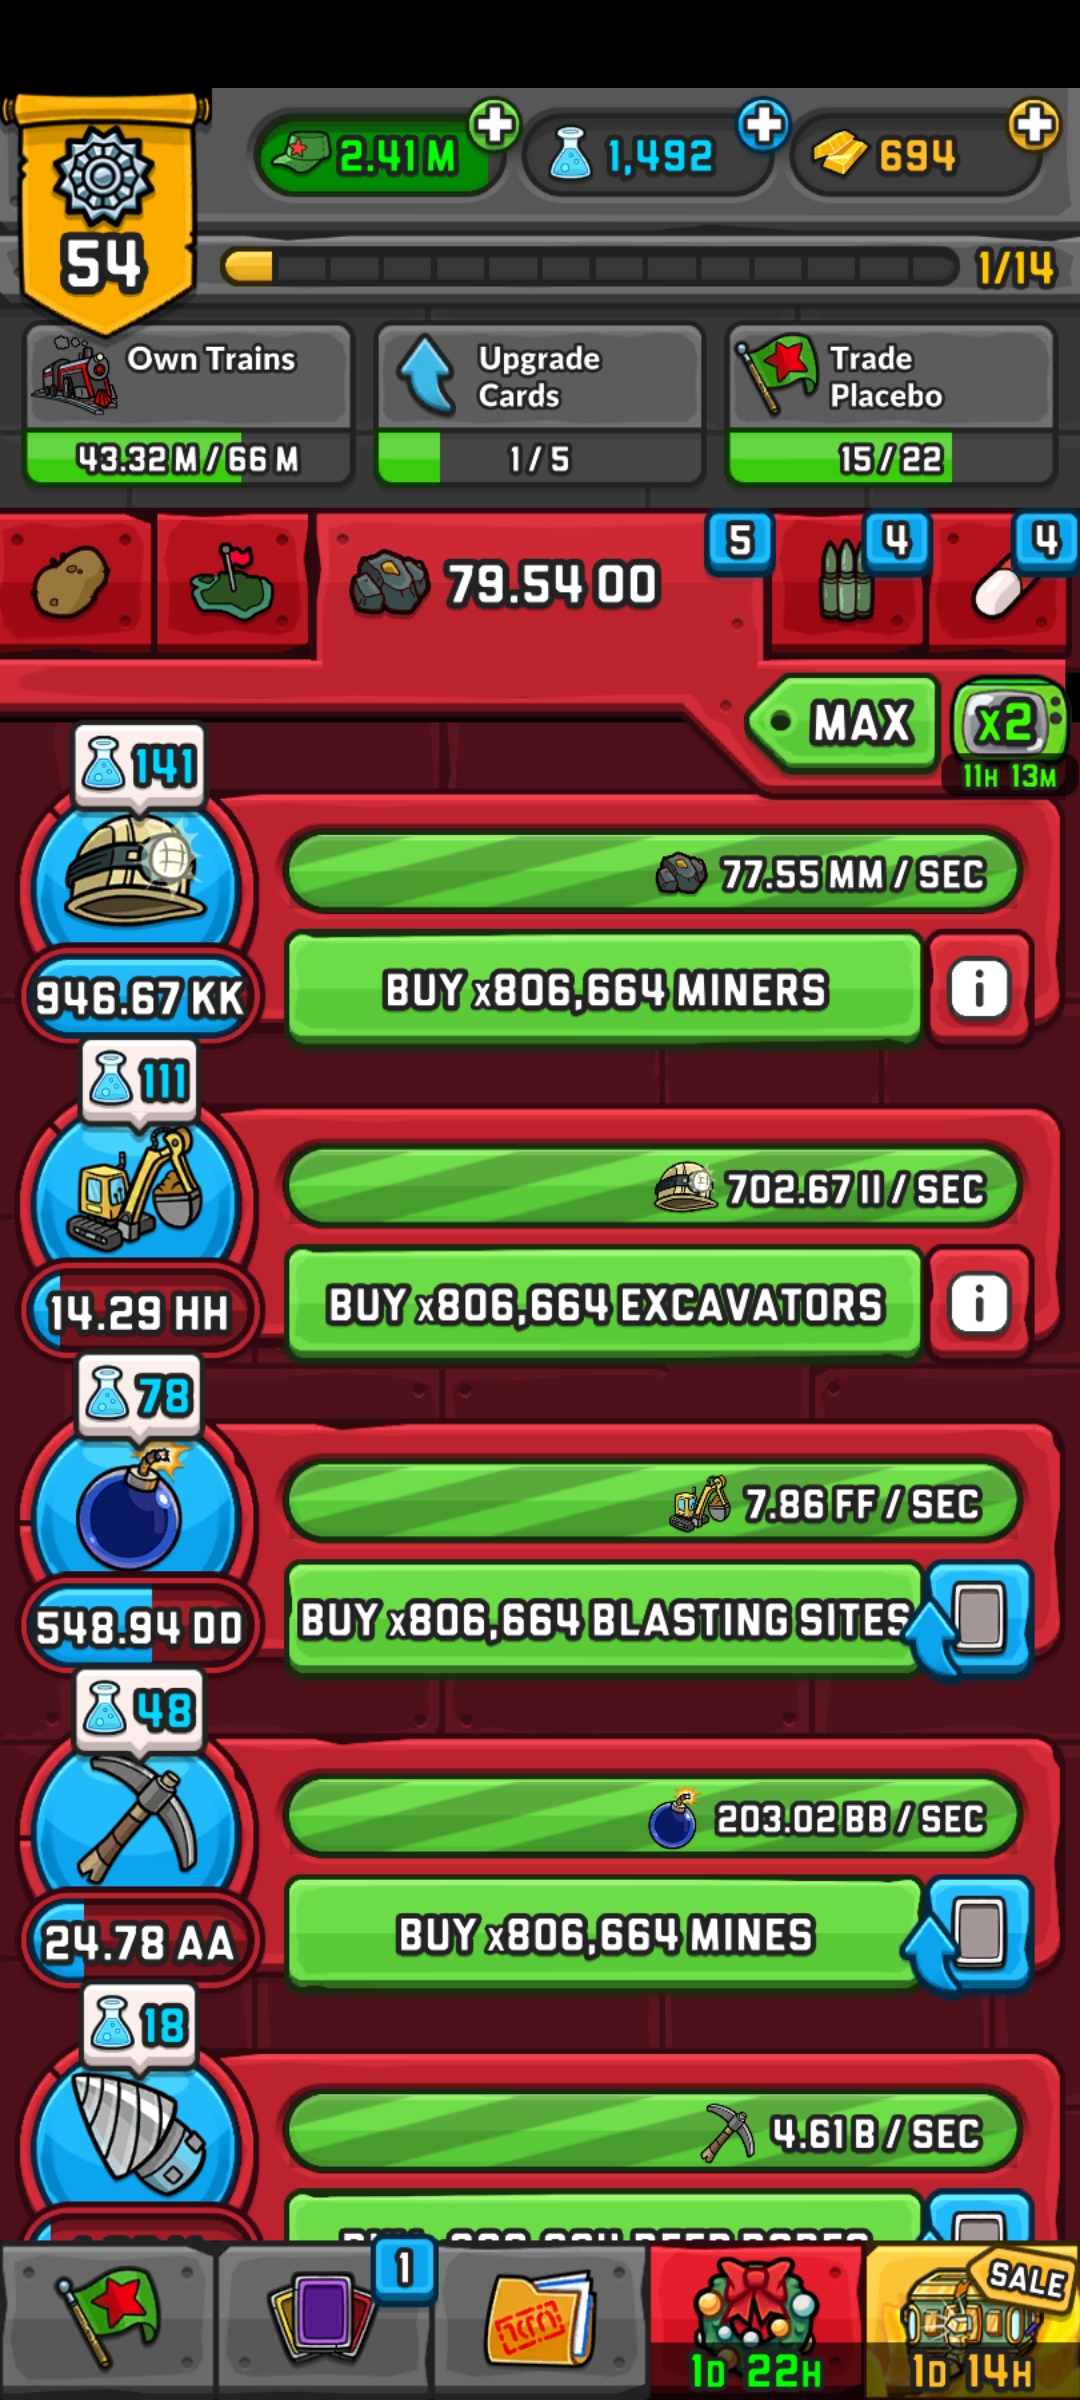 2.41 M
1,492
694
54
1/14
Own Trains
43.32 M / 66 M
Upgrade
Cards
1 / 5
Trade
Placebo
15 / 22
79.54 OO
5
4
4
MAX
x2
11H 13M
141
77.55 MM / SEC
946.67 KK
BUY x806,664 MINERS
i
111
702.67 II / SEC
14.29 HH
BUY x806,664 EXCAVATORS
i
78
7.86 FF / SEC
548.94 DD
BUY x806,664 BLASTING SITES
48
203.02 BB / SEC
24.78 AA
BUY x806,664 MINES
18
4.61 B / SEC
1
SALE
1D 22H
1D 14H